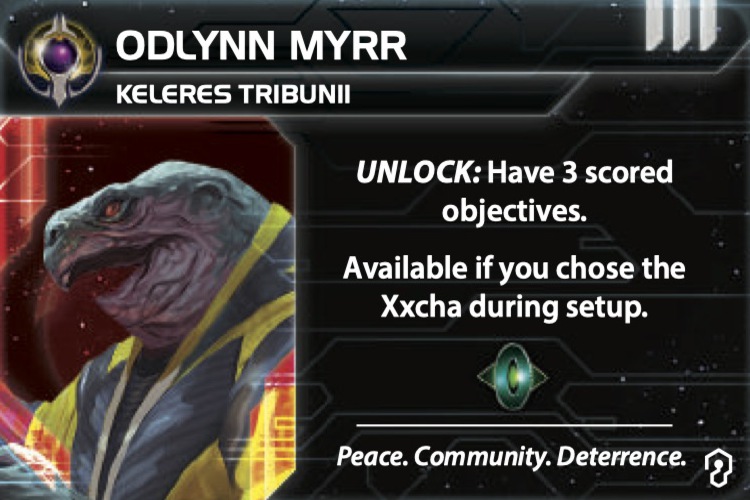 ODLYNN MYRR
KELERES TRIBUNII
UNLOCK: Have 3 scored
objectives.
Available if you chose the
Xxcha during setup.
Peace. Community. Deterrence.